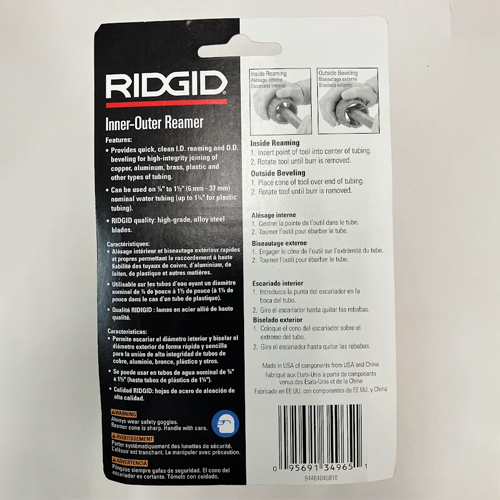 RIDGID
Inner-Outer Reamer
Features:
• Provides quick, clean I.D. reaming and O.D.
beveling for high-integrity joining of
copper, aluminum, brass, plastic and
other types of tubing.
• Can be used on ¼" to 1½" (6 mm - 37 mm)
nominal water tubing (up to 1¼" for plastic
tubing).
• RIDGID quality: high-grade, alloy steel
blades.
Caractéristiques:
• Alésage intérieur et biseautage extérieur rapides
et propres permettant le raccordement à haute
fiabilité des tuyaux de cuivre, d'aluminium, de
laiton, de plastique et autres matières.
• Utilisable sur les tubes d'eau ayant un diamètre
nominal de ¼ de pouce à 1½ de pouce (à 1¼ de
pouce dans le cas d'un tube de plastique).
• Qualité RIDGID : lames en acier allié de haute
qualité.
Características:
• Permite escariar el diámetro interior y biselar el
diámetro exterior de forma rápida y sencilla
para la unión de alta integridad de tubos de
cobre, aluminio, bronce, plástico y otros.
• Se puede usar en tubos de agua nominal de ¼"
a 1½" (hasta tubos de plástico de 1¼").
• Calidad RIDGID: hojas de acero de aleación de
alta calidad.
WARNING
Always wear safety goggles.
Reamer cone is sharp. Handle with care.
AVERTISSEMENT
Porter systématiquement des lunettes de sécurité.
L'alésoir est tranchant. Le manipuler avec précaution.
ADVERTENCIA
Póngase siempre gafas de seguridad. El cono del
escariador es cortante. Tómelo con cuidado.
Inside Reaming
Alésage interne
Escariado interior
Outside Beveling
Biseautage externe
Biselado exterior
Inside Reaming
1. Insert point of tool into center of tubing.
2. Rotate tool until burr is removed.
Outside Beveling
1. Place cone of tool over end of tubing.
2. Rotate tool until burr is removed.
Alésage interne
1. Centrer la pointe de l'outil dans le tube.
2. Tourner l'outil pour ébarber le tube.
Biseautage externe
1. Engager le cône de l'outil sur l'extrémité du tube.
2. Tourner l'outil pour ébarber le tube.
Escariado interior
1. Introduzca la punta del escariador en la
boca del tubo.
2. Gire el escariador hasta quitar las rebabas.
Biselado exterior
1. Coloque el cono del escariador sobre el
extremo del tubo.
2. Gire el escariador hasta quitar las rebabas.
Made in USA of components from USA and China
Fabriqué aux Etats-Unis à partir de composants
venus des Etats-Unis et de la Chine
Fabricado en EE.UU. con componentes de EE.UU. y China
0 95691 34965 1
94464845810